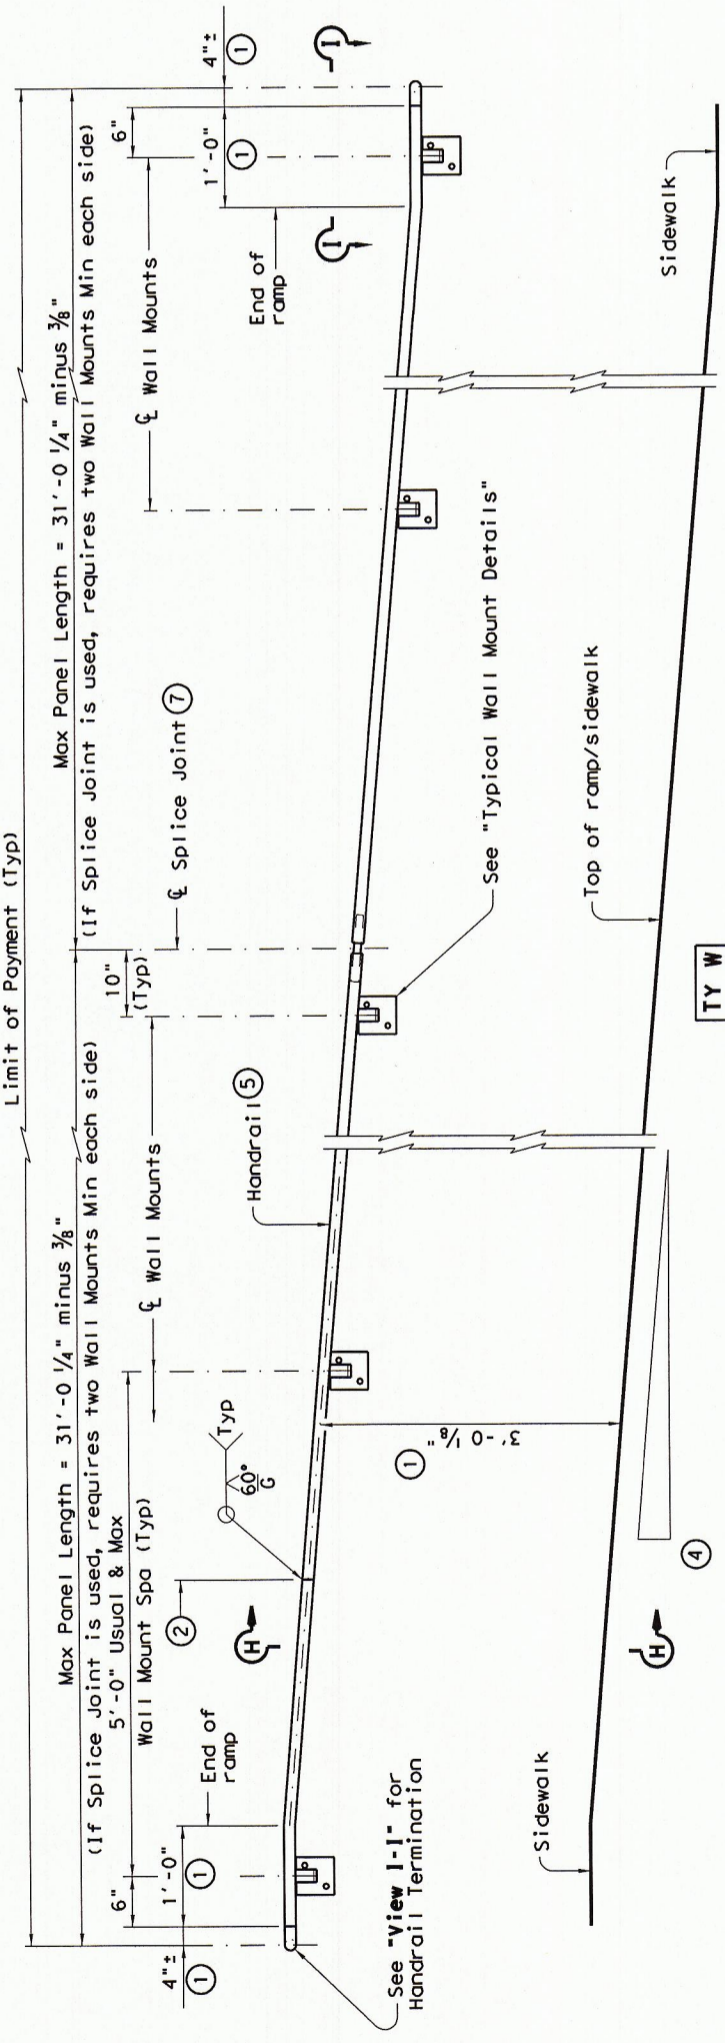 Limit of Payment (Typ)
Max Panel Length = 31'-0 1/4" minus 3/8"
(If Splice Joint is used, requires two Wall Mounts Min each side)
Max Panel Length = 31'-0 1/4" minus 3/8"
(If Splice Joint is used, requires two Wall Mounts Min each side)
4"±
①
6"
1'-0"
①
5'-0" Usual & Max
Wall Mount Spa (Typ)
℄ Wall Mounts
10"
(Typ)
℄ Splice Joint ⑦
℄ Wall Mounts
6"
4"±
①
1'-0"
①
End of
ramp
②
60°
G
Typ
Handrail ⑤
End of
ramp
I
I
H
See "View I-I" for
Handrail Termination
①
3'-0 1/8"
See "Typical Wall Mount Details"
Sidewalk
H
④
Top of ramp/sidewalk
Sidewalk
TY W